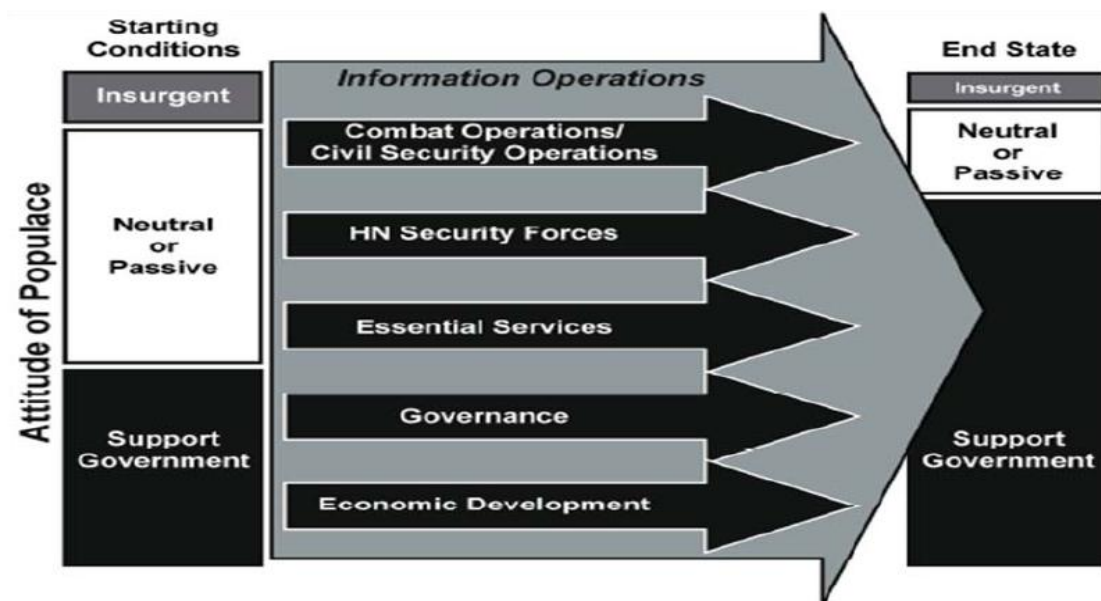 Starting
Conditions
Insurgent
Neutral
or
Passive
Support
Government
Attitude of Populace
Information Operations
Combat Operations/
Civil Security Operations
HN Security Forces
Essential Services
Governance
Economic Development
End State
Insurgent
Neutral
or
Passive
Support
Government